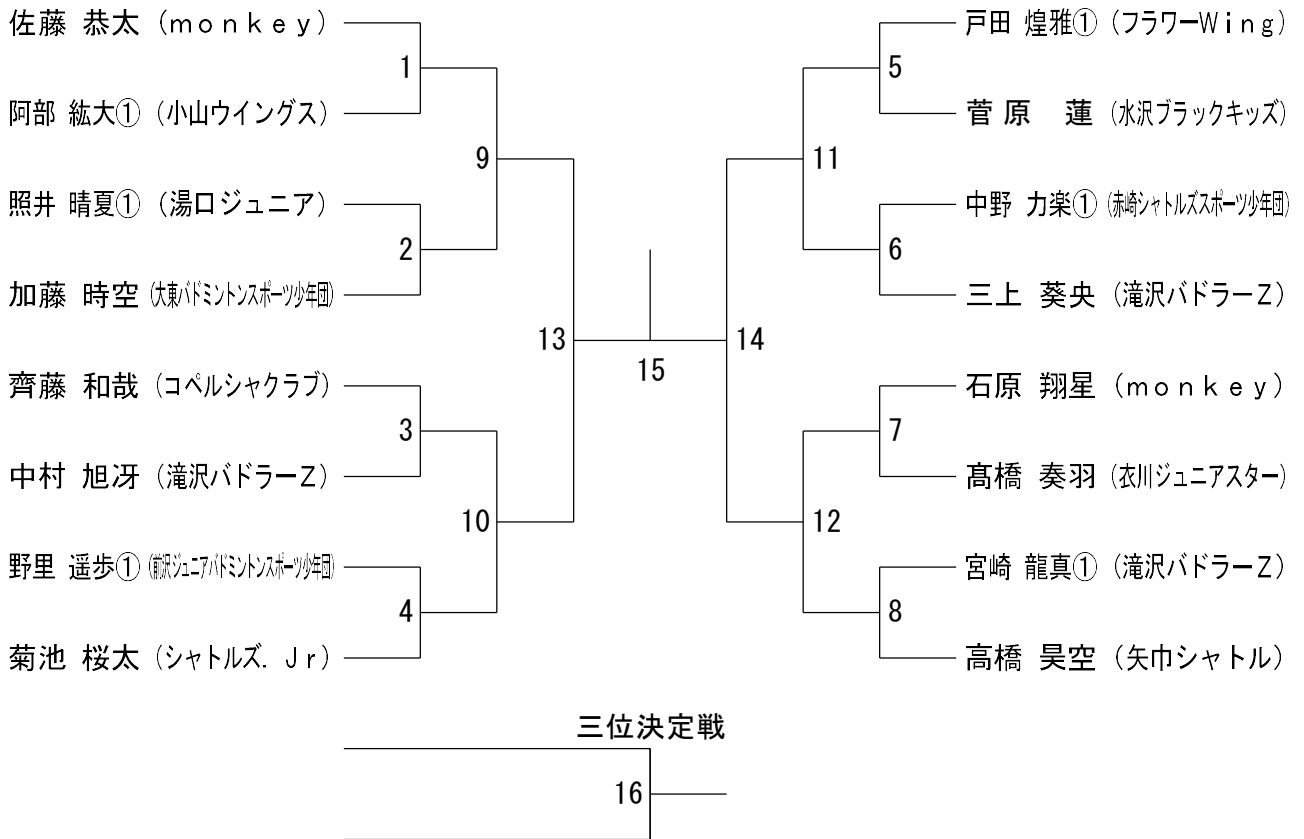 佐藤 恭太 (ｍｏｎｋｅｙ)
1
阿部 紘大① (小山ウイングス)
9
照井 晴夏① (湯口ジュニア)
2
加藤 時空 (大東バドミントンスポーツ少年団)
13
齊藤 和哉 (コペルシャクラブ)
3
中村 旭冴 (滝沢バドラーＺ)
10
野里 遥歩① (前沢ジュニアバドミントンスポーツ少年団)
4
菊池 桜太 (シャトルズ．Ｊｒ)
15
戸田 煌雅① (フラワーＷｉｎｇ)
5
菅原　蓮 (水沢ブラックキッズ)
11
中野 力楽① (赤崎シャトルズスポーツ少年団)
6
三上 葵央 (滝沢バドラーＺ)
14
石原 翔星 (ｍｏｎｋｅｙ)
7
髙橋 奏羽 (衣川ジュニアスター)
12
宮崎 龍真① (滝沢バドラーＺ)
8
高橋 昊空 (矢巾シャトル)
三位決定戦
16